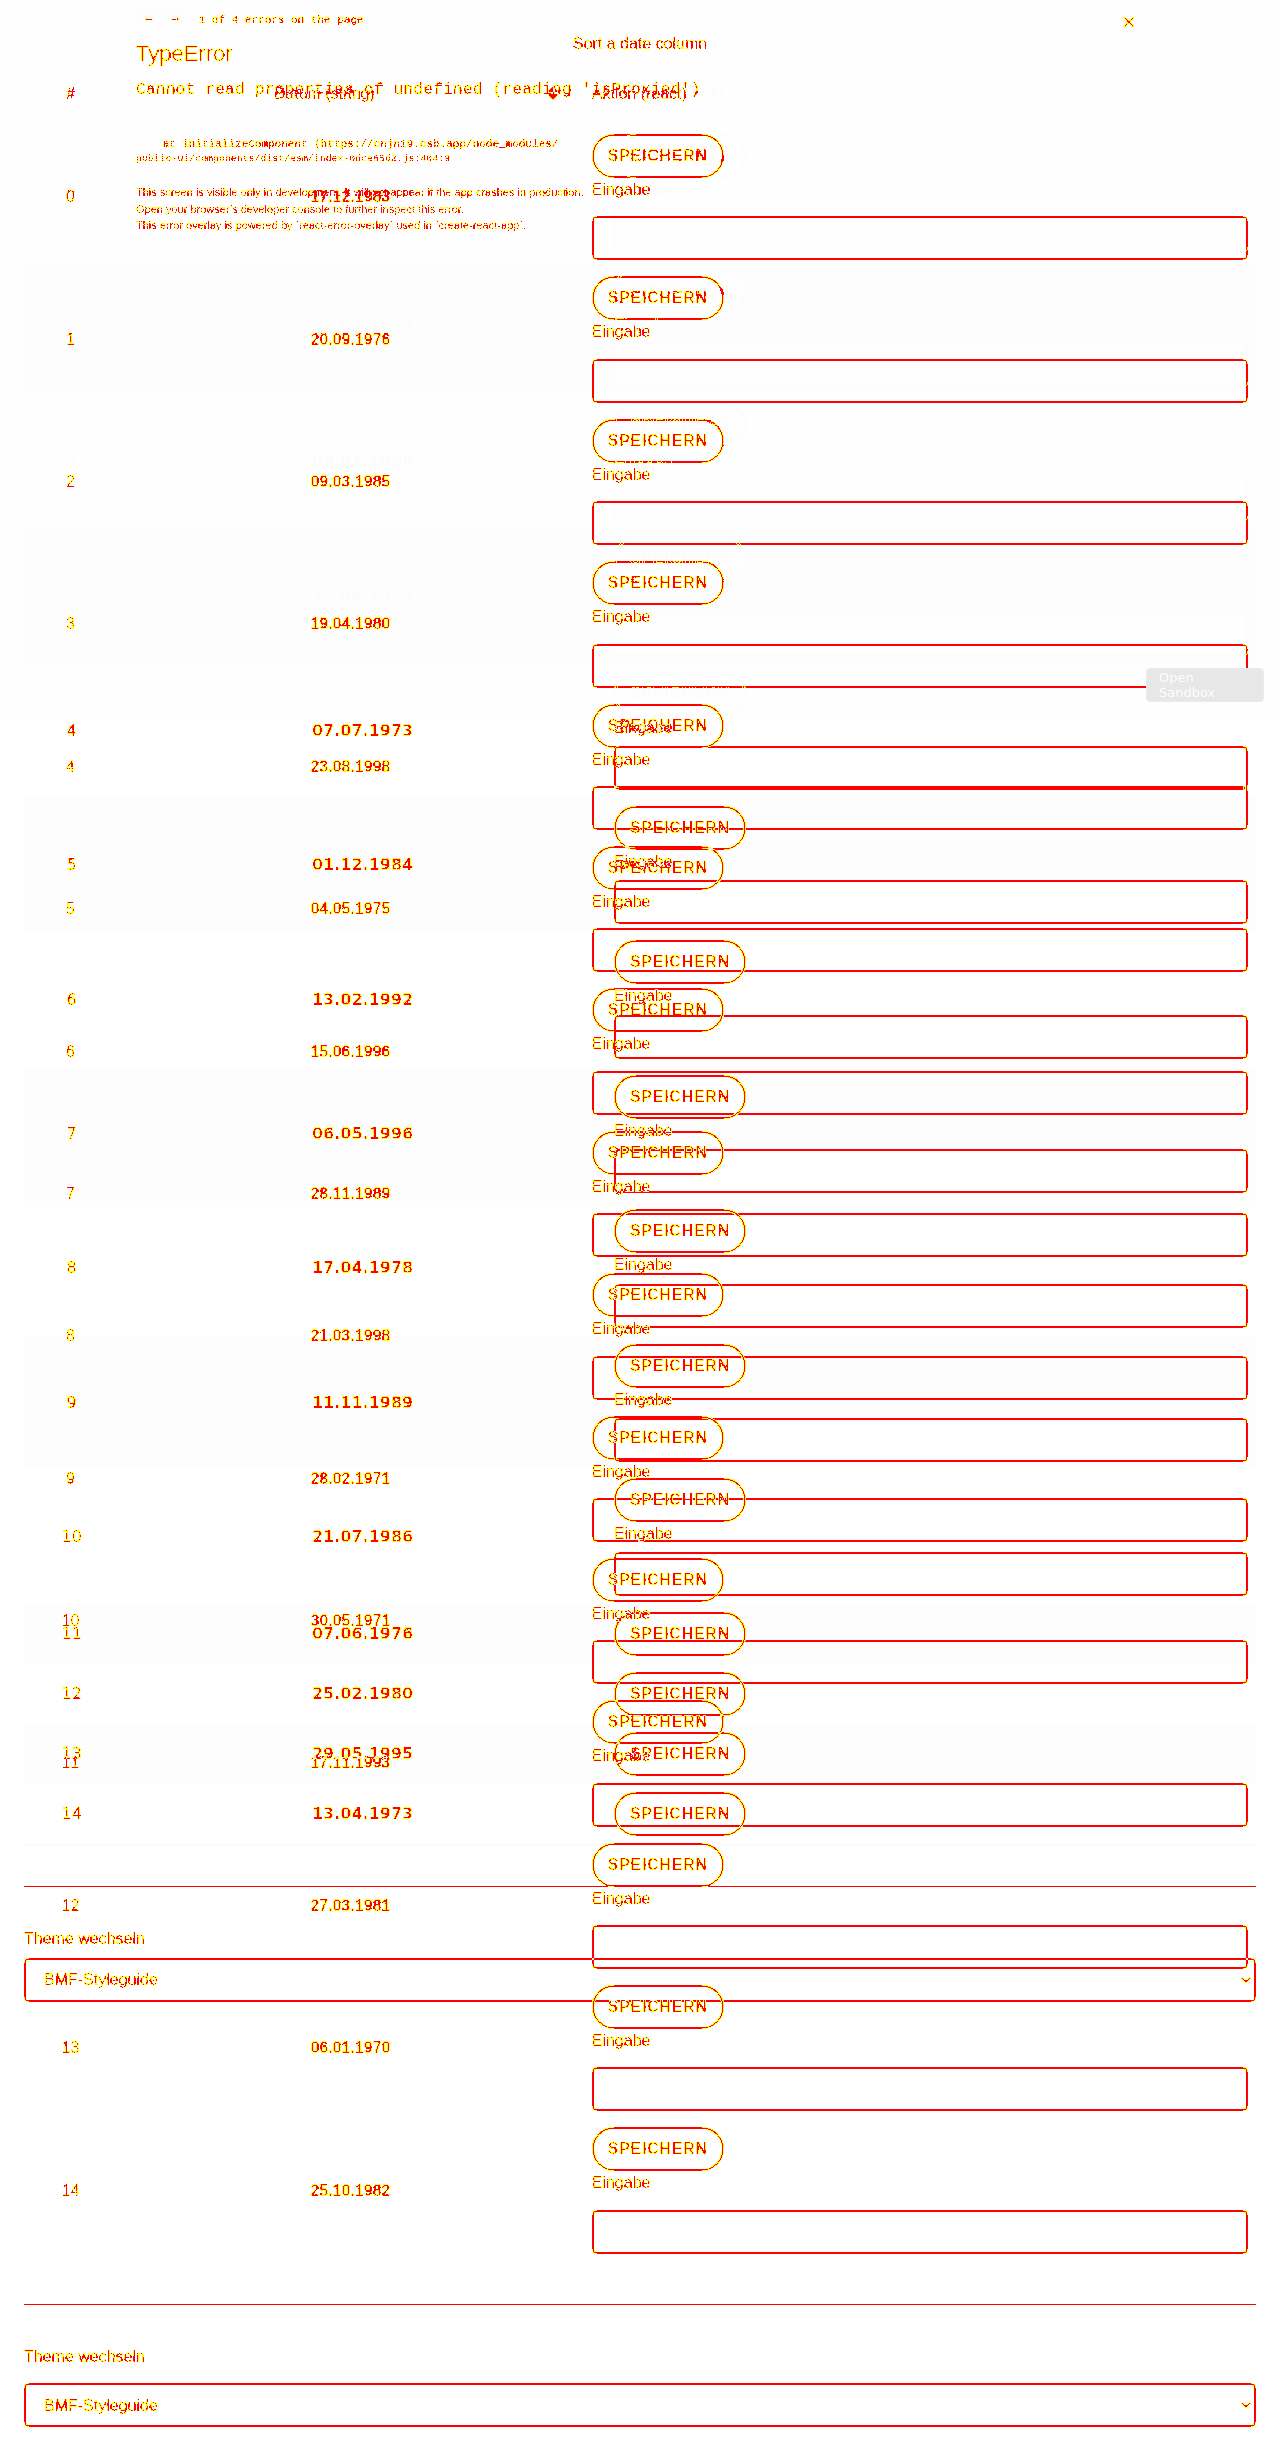 ← → 1 of 4 errors on the page ×
Sort a date column
TypeError
Cannot read properties of undefined (reading 'isProxied')
# Datum (string) Aktion (react)
at initializeComponent (https://cnjni9.csb.app/node_modules/
SPEICHERN
This screen is visible only in development. It will not appear if the app crashes in production.
Eingabe
0 17.12.1983
Open your browser's developer console to further inspect this error.
This error overlay is powered by `react-error-overlay` used in `create-react-app`.
SPEICHERN
Eingabe
1 20.09.1976
SPEICHERN
Eingabe
2 09.03.1985
SPEICHERN
Eingabe
3 19.04.1980
Open
Sandbox
SPEICHERN
Eingabe
4 07.07.1973
Eingabe
4 23.08.1998
SPEICHERN
5 01.12.1984 Eingabe
SPEICHERN
Eingabe
5 04.05.1975
SPEICHERN
6 13.02.1992 Eingabe
SPEICHERN
Eingabe
6 15.06.1996
SPEICHERN
7 06.05.1996 Eingabe
SPEICHERN
Eingabe
7 28.11.1989
SPEICHERN
8 17.04.1978 Eingabe
SPEICHERN
Eingabe
8 21.03.1998
SPEICHERN
9 11.11.1989 Eingabe
SPEICHERN
Eingabe
9 28.02.1971
SPEICHERN
10 21.07.1986 Eingabe
SPEICHERN
Eingabe
10 30.05.1971
11 07.06.1976 SPEICHERN
12 25.02.1980 SPEICHERN
SPEICHERN
13 29.05.1995 SPEICHERN
Eingabe
11 17.11.1993
14 13.04.1973 SPEICHERN
SPEICHERN
Eingabe
12 27.03.1981
Theme wechseln
BMF-Styleguide
SPEICHERN
Eingabe
13 06.01.1970
SPEICHERN
Eingabe
14 25.10.1982
Theme wechseln
BMF-Styleguide